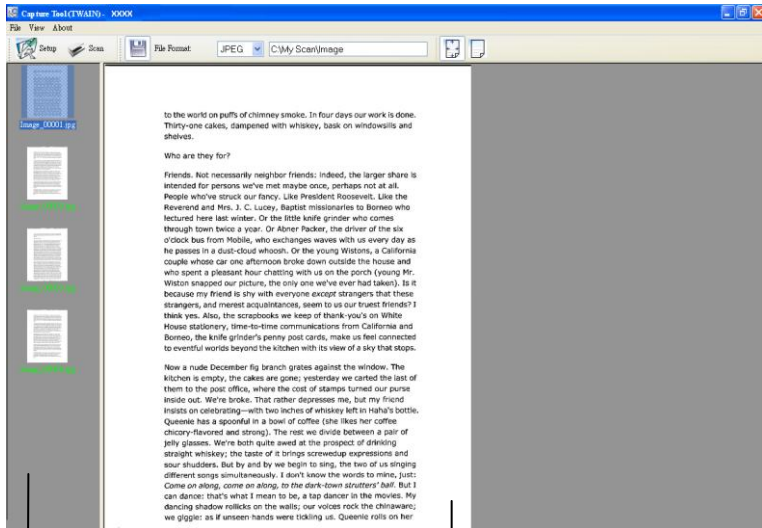 Capture Tool(TWAIN) - XXXX
File View About
Setup Scan File Format: JPEG C:\My Scan\Image
Image_00001.jpg
to the world on puffs of chimney smoke. In four days our work is done.
Thirty-one cakes, dampened with whiskey, bask on windowsills and
shelves.
Who are they for?
Friends. Not necessarily neighbor friends: indeed, the larger share is
intended for persons we've met maybe once, perhaps not at all.
People who've struck our fancy. Like President Roosevelt. Like the
Reverend and Mrs. J. C. Lucey, Baptist missionaries to Borneo who
lectured here last winter. Or the little knife grinder who comes
through town twice a year. Or Abner Packer, the driver of the six
o'clock bus from Mobile, who exchanges waves with us every day as
he passes in a dust-cloud whoosh. Or the young Wistons, a California
couple whose car one afternoon broke down outside the house and
who spent a pleasant hour chatting with us on the porch (young Mr.
Wiston snapped our picture, the only one we've ever had taken). Is it
because my friend is shy with everyone except strangers that these
strangers, and merest acquaintances, seem to us our truest friends? I
think yes. Also, the scrapbooks we keep of thank-you's on White
House stationery, time-to-time communications from California and
Borneo, the knife grinder's penny post cards, make us feel connected
to eventful worlds beyond the kitchen with its view of a sky that stops.
Now a nude December fig branch grates against the window. The
kitchen is empty, the cakes are gone; yesterday we carted the last of
them to the post office, where the cost of stamps turned our purse
inside out. We're broke. That rather depresses me, but my friend
insists on celebrating—with two inches of whiskey left in Haha's bottle.
Queenie has a spoonful in a bowl of coffee (she likes her coffee
chicory-flavored and strong). The rest we divide between a pair of
jelly glasses. We're both quite awed at the prospect of drinking
straight whiskey; the taste of it brings screwedup expressions and
sour shudders. But by and by we begin to sing, the two of us singing
different songs simultaneously. I don't know the words to mine, just:
Come on along, come on along, to the dark-town strutters' ball. But I
can dance: that's what I mean to be, a tap dancer in the movies. My
dancing shadow rollicks on the walls; our voices rock the chinaware;
we giggle: as if unseen hands were tickling us. Queenie rolls on her